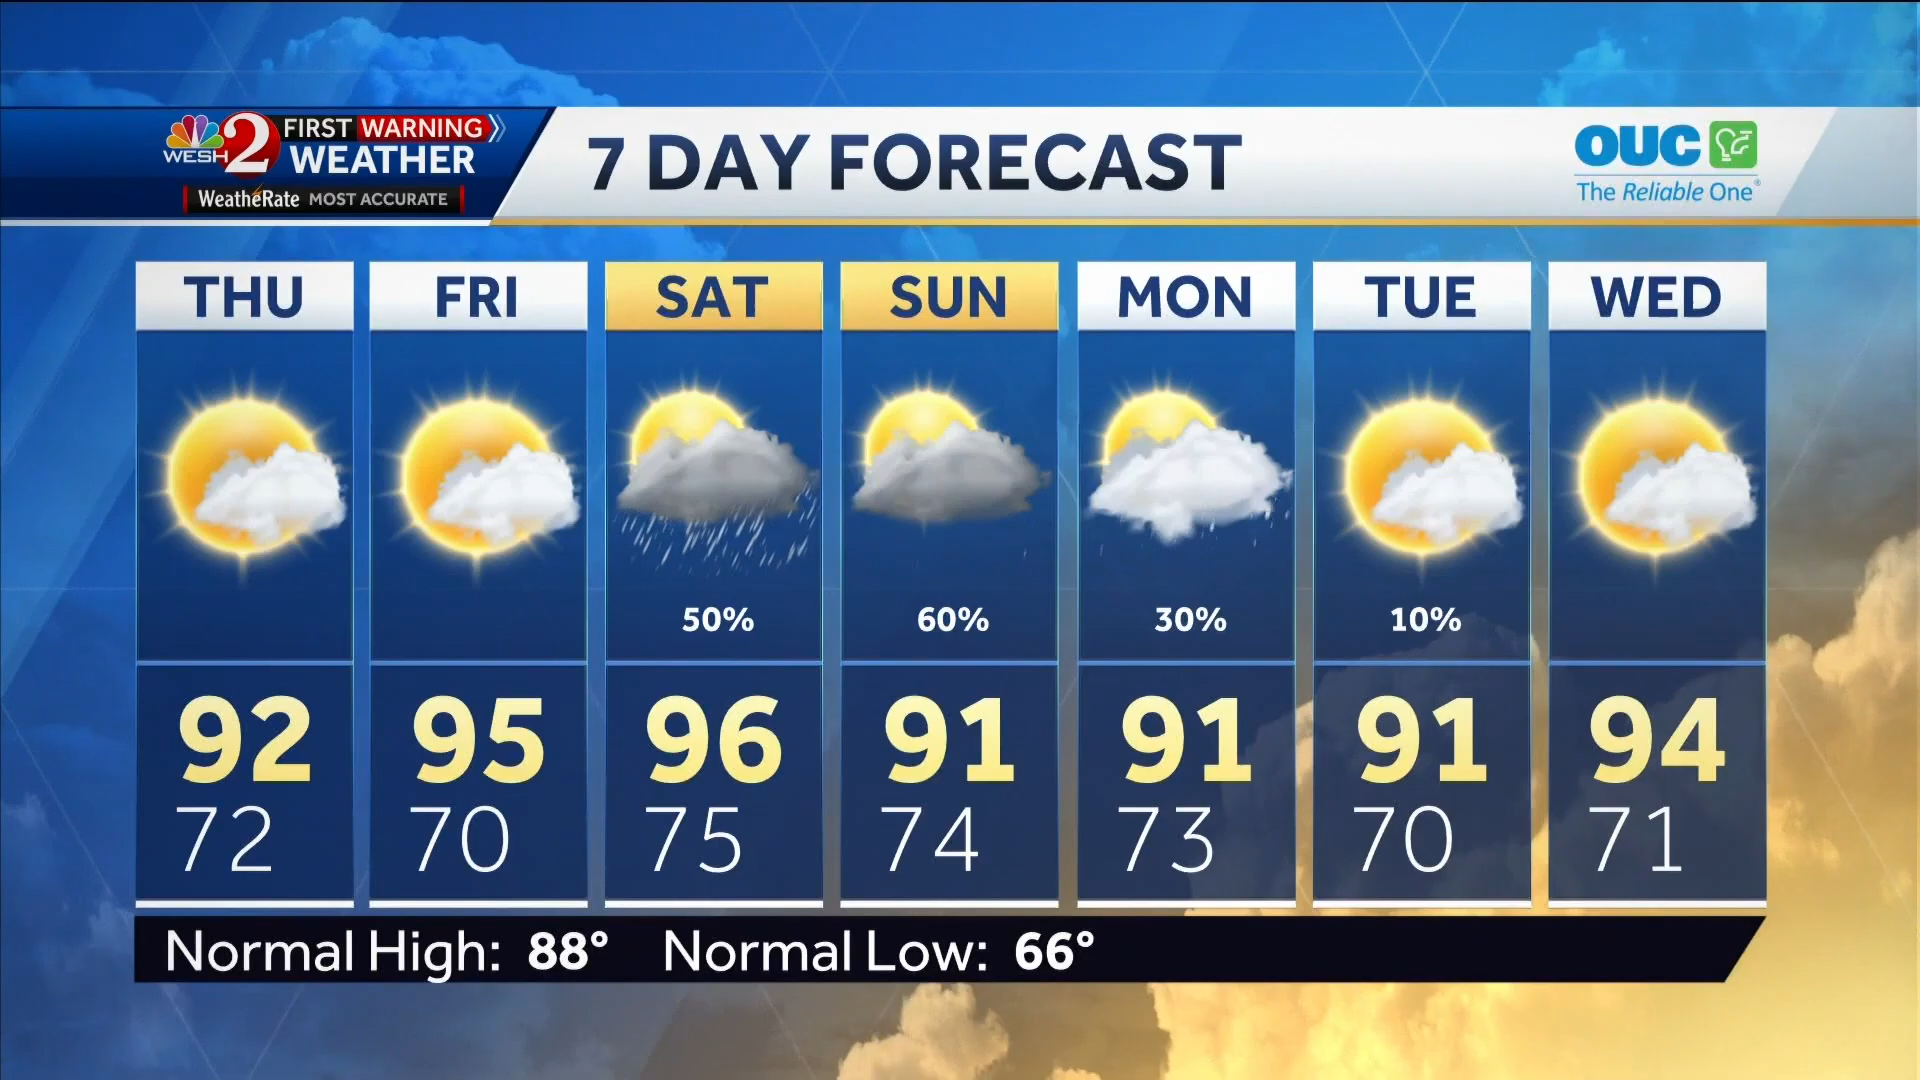 WESH 2 FIRST WARNING
WEATHER
WeatheRate MOST ACCURATE
7 DAY FORECAST
OUC
The Reliable One®
THU FRI SAT SUN MON TUE WED
50% 60% 30% 10%
92 95 96 91 91 91 94
72 70 75 74 73 70 71
Normal High: 88° Normal Low: 66°